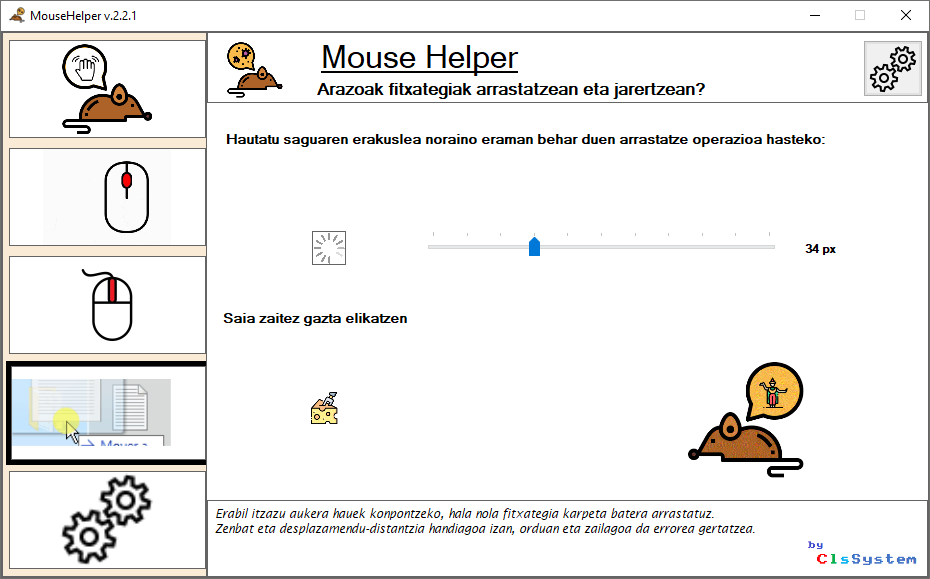 MouseHelper v.2.2.1
Mouse Helper
Arazoak fitxategiak arrastatzean eta jarertzean?
Hautatu saguaren erakuslea noraino eraman behar duen arrastatze operazioa hasteko:
34 px
Saia zaitez gazta elikatzen
Erabil itzazu aukera hauek konpontzeko, hala nola fitxategia karpeta batera arrastatuz.
Zenbat eta desplazamendu-distantzia handiagoa izan, orduan eta zailagoa da errorea gertatzea.
by
ClsSystem